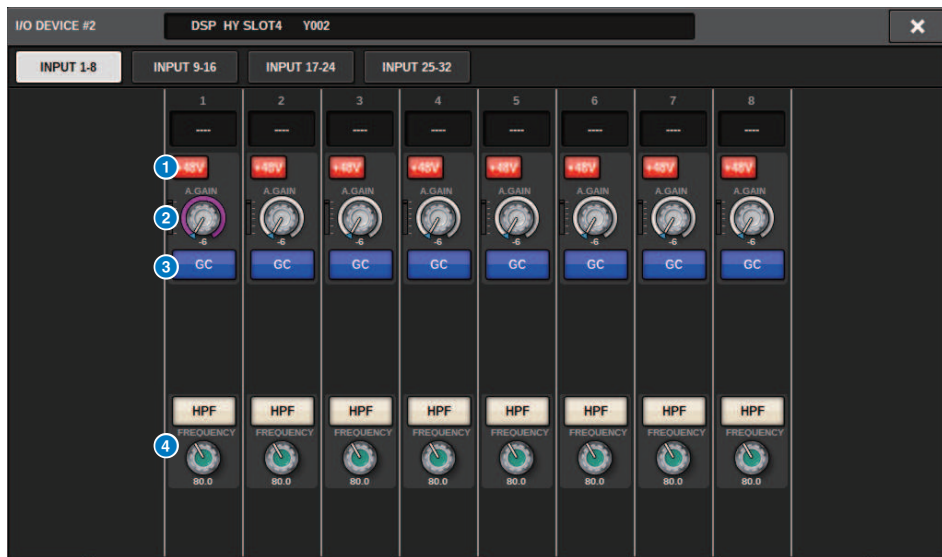 I/O DEVICE #2 DSP HY SLOT4 Y002
INPUT 1-8 INPUT 9-16 INPUT 17-24 INPUT 25-32
1 2 3 4 5 6 7 8
---- ---- ---- ---- ---- ---- ---- ----
1 +48V +48V +48V +48V +48V +48V +48V +48V
A.GAIN A.GAIN A.GAIN A.GAIN A.GAIN A.GAIN A.GAIN A.GAIN
2
-6 -6 -6 -6 -6 -6 -6 -6
3 GC GC GC GC GC GC GC GC
HPF HPF HPF HPF HPF HPF HPF HPF
FREQUENCY FREQUENCY FREQUENCY FREQUENCY FREQUENCY FREQUENCY FREQUENCY FREQUENCY
4
80.0 80.0 80.0 80.0 80.0 80.0 80.0 80.0